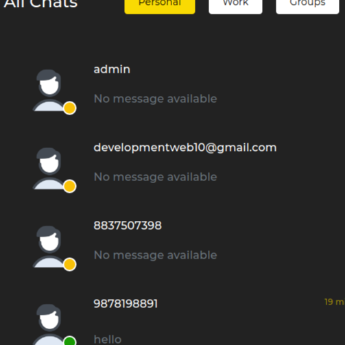 All Chats
Personal
Work
Groups
admin
No message available
developmentweb10@gmail.com
No message available
8837507398
No message available
9878198891
19 m
hello